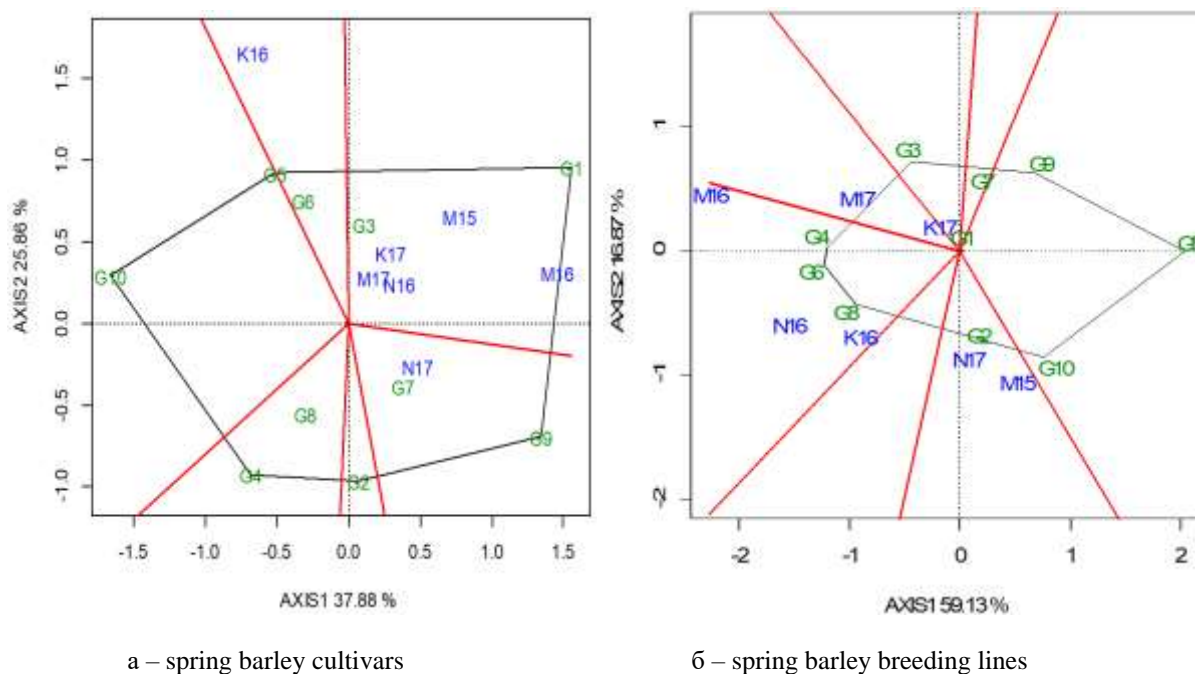 K16
G5
G1
G6
G3
M15
K17
M17
N16
M16
G10
N17
G7
G8
G9
G4
G2
1.5
1.0
0.5
0.0
-0.5
-1.0
AXIS2 25.86 %
-1.5 -1.0 -0.5 0.0 0.5 1.0 1.5
AXIS1 37.88 %
а – spring barley cultivars
G3
G9
G7
M16
M17
K17
G1
G4
G6
G8
N16
K16
G2
N17
G10
M15
1
0
-1
-2
AXIS2 16.87 %
-2 -1 0 1 2
AXIS1 59.13 %
б – spring barley breeding lines